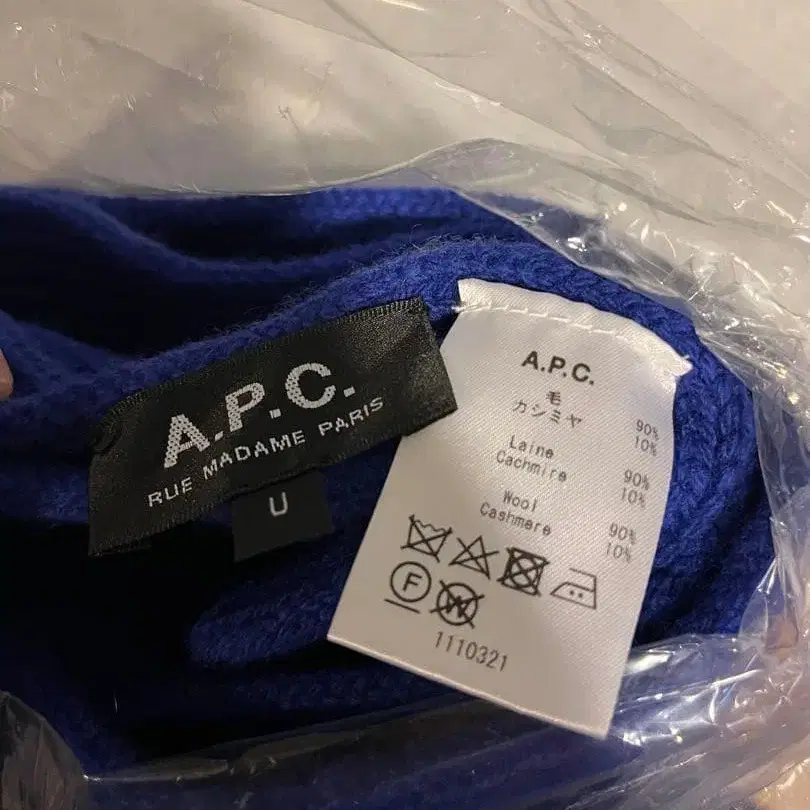 A.P.C.
RUE MADAME PARIS
U
A.P.C.
毛 90%
カシミヤ 10%
Laine 90%
Cachmire 10%
Wool 90%
Cashmere 10%
F W
1110321